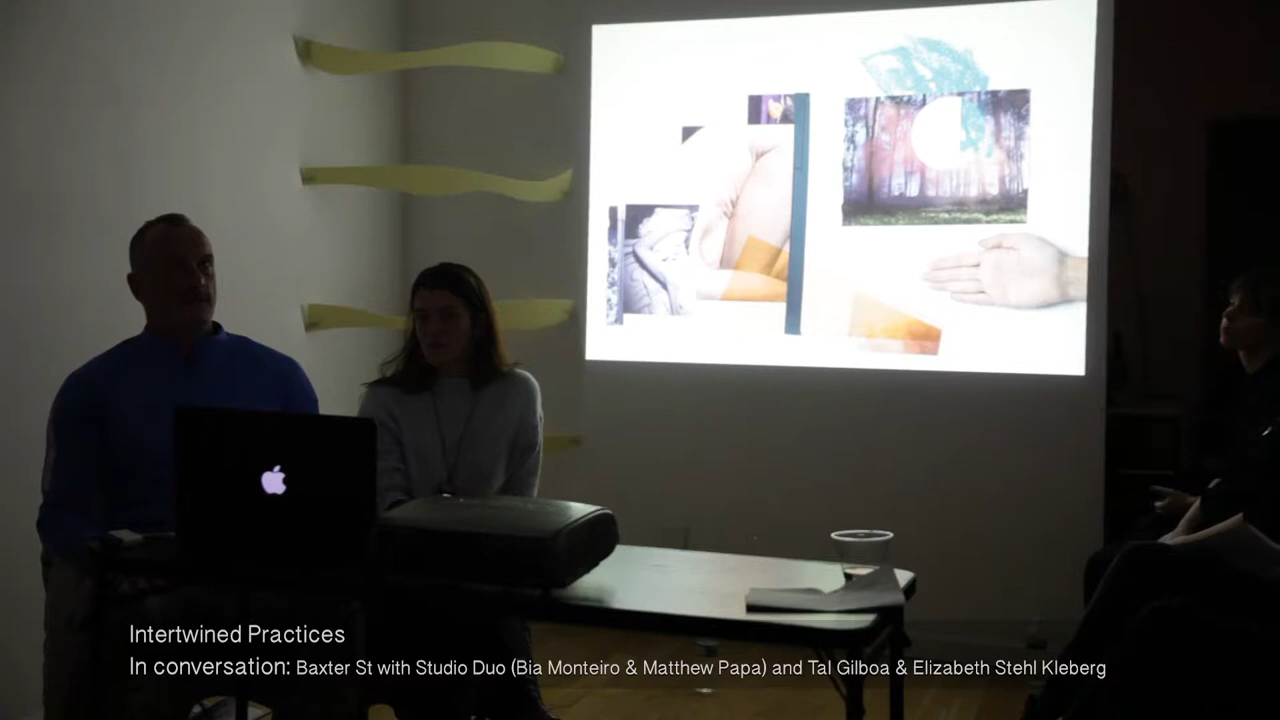 Intertwined Practices
In conversation: Baxter St with Studio Duo (Bia Monteiro & Matthew Papa) and Tal Gilboa & Elizabeth Stehl Kleberg